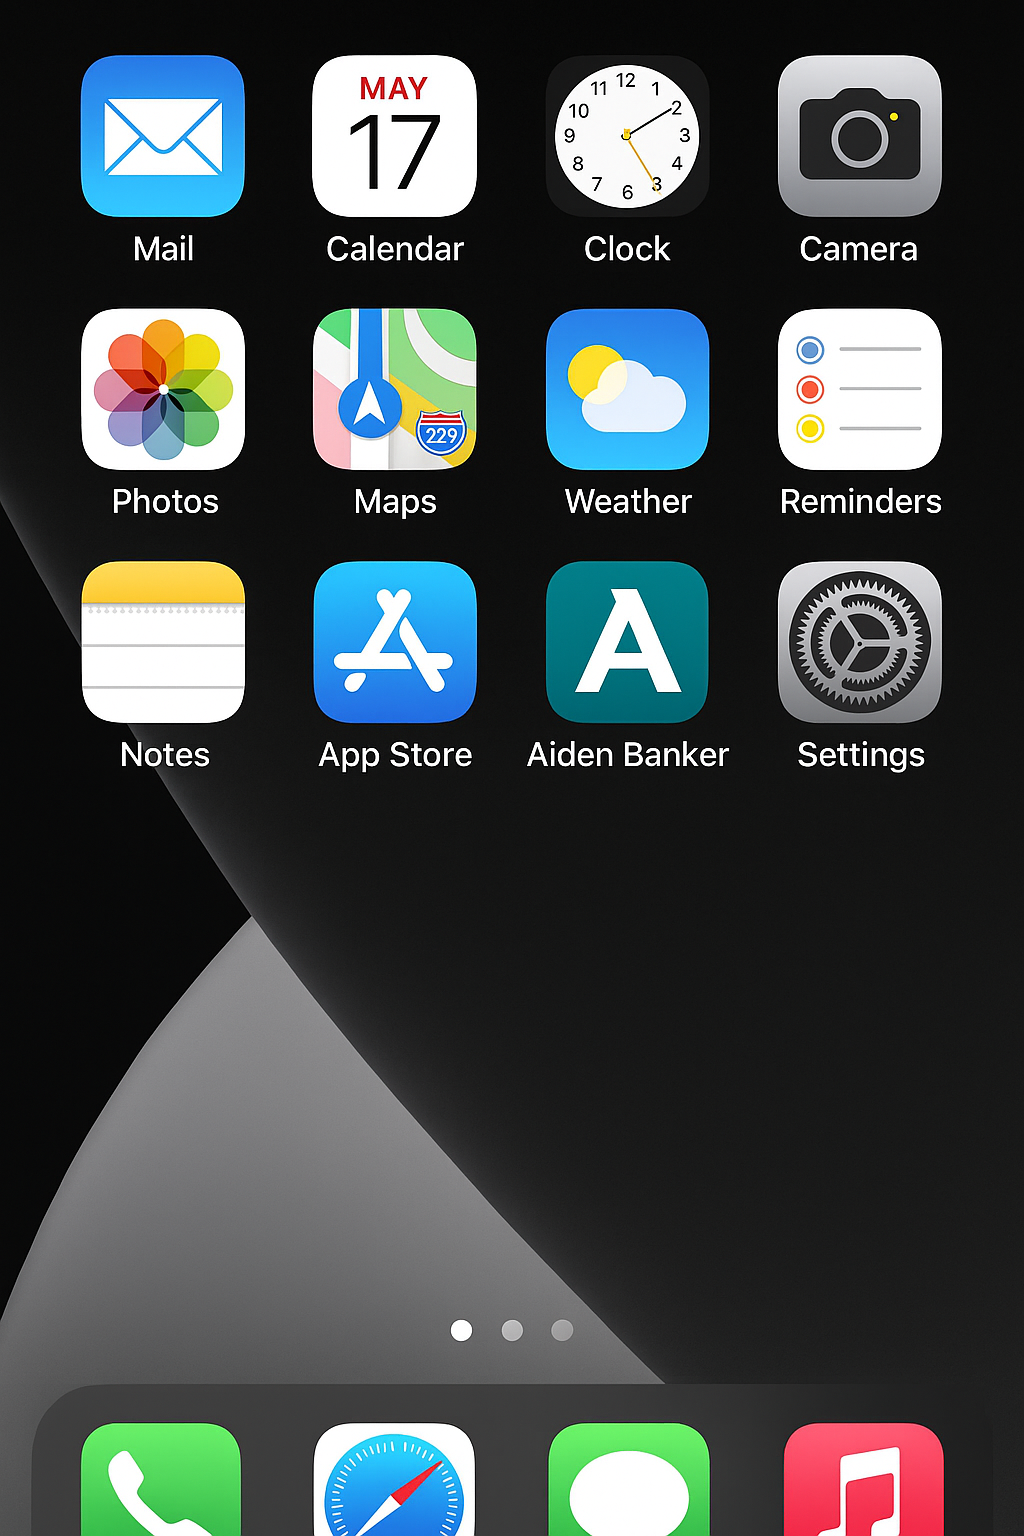 MAY
17
12
11 1
10 2
9 3
8 4
7 3
6
Mail Calendar Clock Camera
229
Photos Maps Weather Reminders
A
Notes App Store Aiden Banker Settings